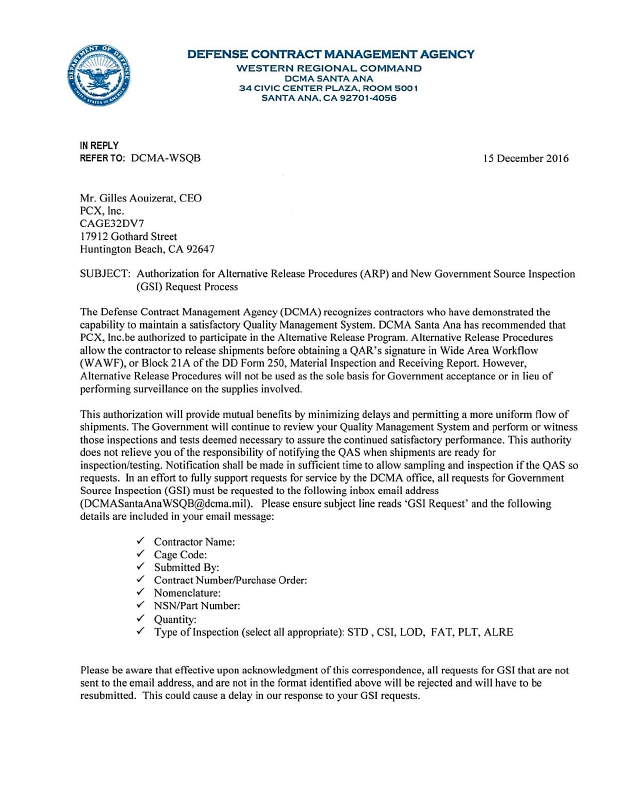 DEPARTMENT OF DEFENSE
UNITED STATES OF AMERICA
DEFENSE CONTRACT MANAGEMENT AGENCY
WESTERN REGIONAL COMMAND
DCMA SANTA ANA
34 CIVIC CENTER PLAZA, ROOM 5001
SANTA ANA, CA 92701-4056
IN REPLY
REFER TO: DCMA-WSQB 15 December 2016
Mr. Gilles Aouizerat, CEO
PCX, Inc.
CAGE32DV7
17912 Gothard Street
Huntington Beach, CA 92647
SUBJECT: Authorization for Alternative Release Procedures (ARP) and New Government Source Inspection
(GSI) Request Process
The Defense Contract Management Agency (DCMA) recognizes contractors who have demonstrated the
capability to maintain a satisfactory Quality Management System. DCMA Santa Ana has recommended that
PCX, Inc.be authorized to participate in the Alternative Release Program. Alternative Release Procedures
allow the contractor to release shipments before obtaining a QAR's signature in Wide Area Workflow
(WAWF), or Block 21A of the DD Form 250, Material Inspection and Receiving Report. However,
Alternative Release Procedures will not be used as the sole basis for Government acceptance or in lieu of
performing surveillance on the supplies involved.
This authorization will provide mutual benefits by minimizing delays and permitting a more uniform flow of
shipments. The Government will continue to review your Quality Management System and perform or witness
those inspections and tests deemed necessary to assure the continued satisfactory performance. This authority
does not relieve you of the responsibility of notifying the QAS when shipments are ready for
inspection/testing. Notification shall be made in sufficient time to allow sampling and inspection if the QAS so
requests. In an effort to fully support requests for service by the DCMA office, all requests for Government
Source Inspection (GSI) must be requested to the following inbox email address
(DCMASantaAnaWSQB@dcma.mil). Please ensure subject line reads 'GSI Request' and the following
details are included in your email message:
✓ Contractor Name:
✓ Cage Code:
✓ Submitted By:
✓ Contract Number/Purchase Order:
✓ Nomenclature:
✓ NSN/Part Number:
✓ Quantity:
✓ Type of Inspection (select all appropriate): STD , CSI, LOD, FAT, PLT, ALRE
Please be aware that effective upon acknowledgment of this correspondence, all requests for GSI that are not
sent to the email address, and are not in the format identified above will be rejected and will have to be
resubmitted. This could cause a delay in our response to your GSI requests.